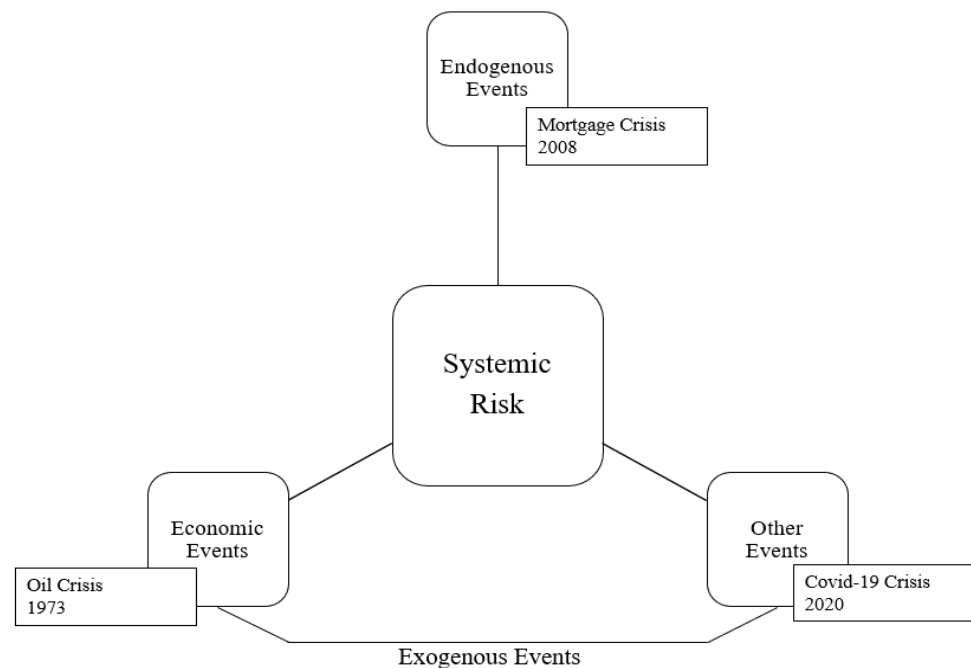 Endogenous
Events
Mortgage Crisis
2008
Systemic
Risk
Economic
Events
Oil Crisis
1973
Other
Events
Covid-19 Crisis
2020
Exogenous Events